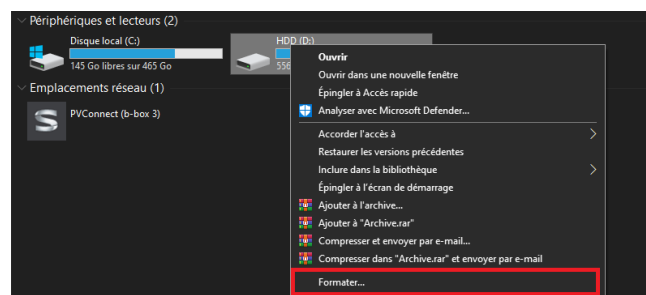 Périphériques et lecteurs (2)
Disque local (C:)
145 Go libres sur 465 Go
HDD (D:)
556
Emplacements réseau (1)
PVConnect (b-box 3)
Ouvrir
Ouvrir dans une nouvelle fenêtre
Épingler à Accès rapide
Analyser avec Microsoft Defender...
Accorder l'accès à
Restaurer les versions précédentes
Inclure dans la bibliothèque
Épingler à l'écran de démarrage
Ajouter à l'archive...
Ajouter à "Archive.rar"
Compresser et envoyer par e-mail...
Compresser dans "Archive.rar" et envoyer par e-mail
Formater...